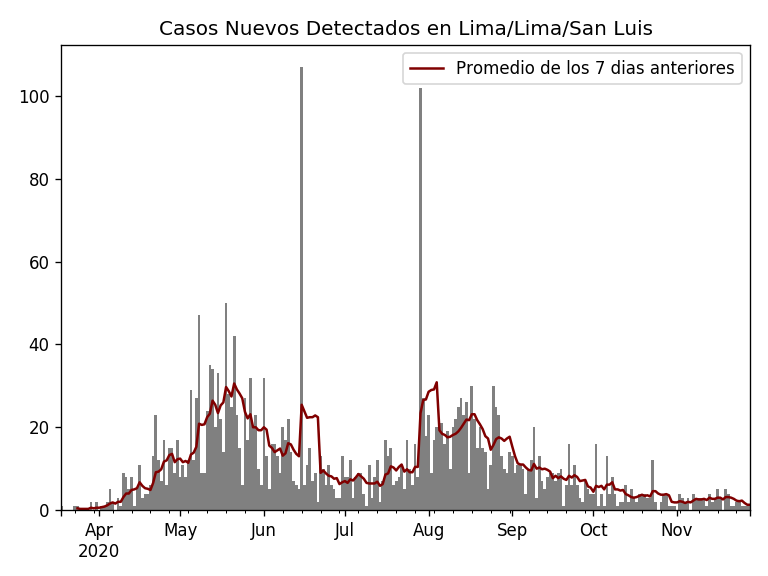 Casos Nuevos Detectados en Lima/Lima/San Luis
Promedio de los 7 dias anteriores
100
80
60
40
20
0
Apr May Jun Jul Aug Sep Oct Nov
2020